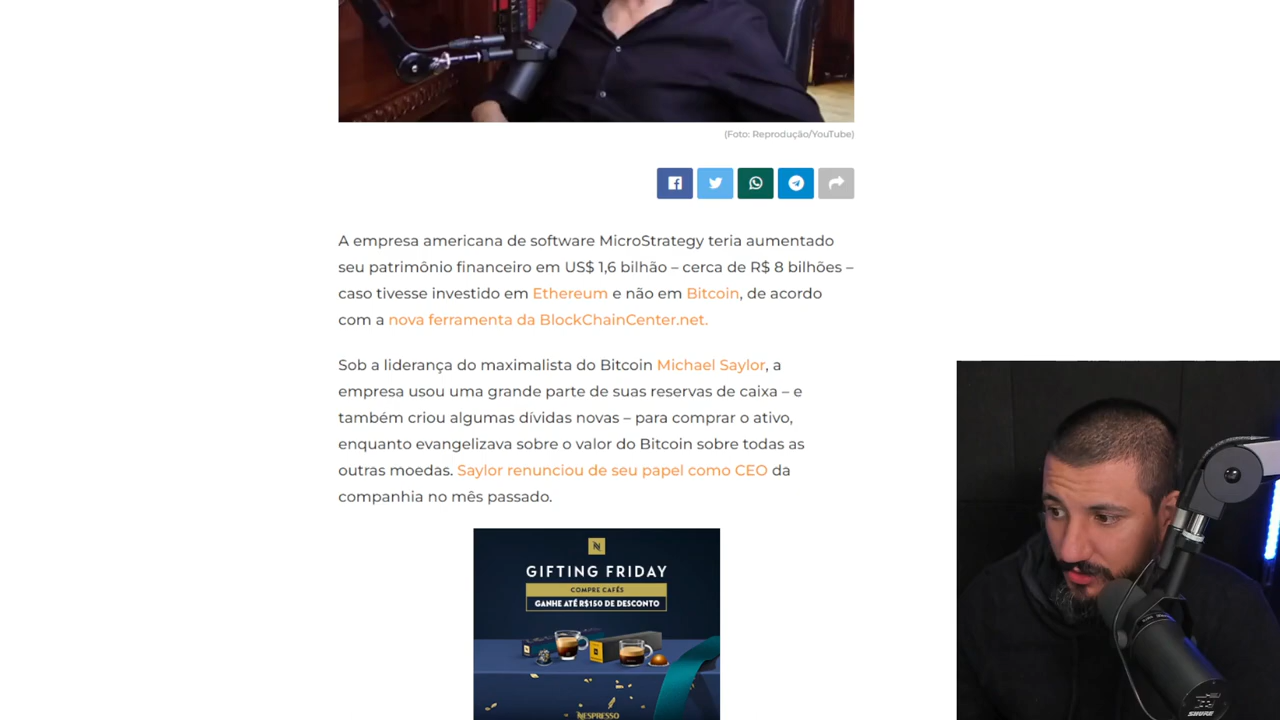 (Foto: Reprodução/YouTube)
A empresa americana de software MicroStrategy teria aumentado
seu patrimônio financeiro em US$ 1,6 bilhão – cerca de R$ 8 bilhões –
caso tivesse investido em Ethereum e não em Bitcoin, de acordo
com a nova ferramenta da BlockChainCenter.net.
Sob a liderança do maximalista do Bitcoin Michael Saylor, a
empresa usou uma grande parte de suas reservas de caixa – e
também criou algumas dívidas novas – para comprar o ativo,
enquanto evangelizava sobre o valor do Bitcoin sobre todas as
outras moedas. Saylor renunciou de seu papel como CEO da
companhia no mês passado.
GIFTING FRIDAY
COMPRE CAFÉS
GANHE ATÉ R$150 DE DESCONTO
NESPRESSO
SHURE